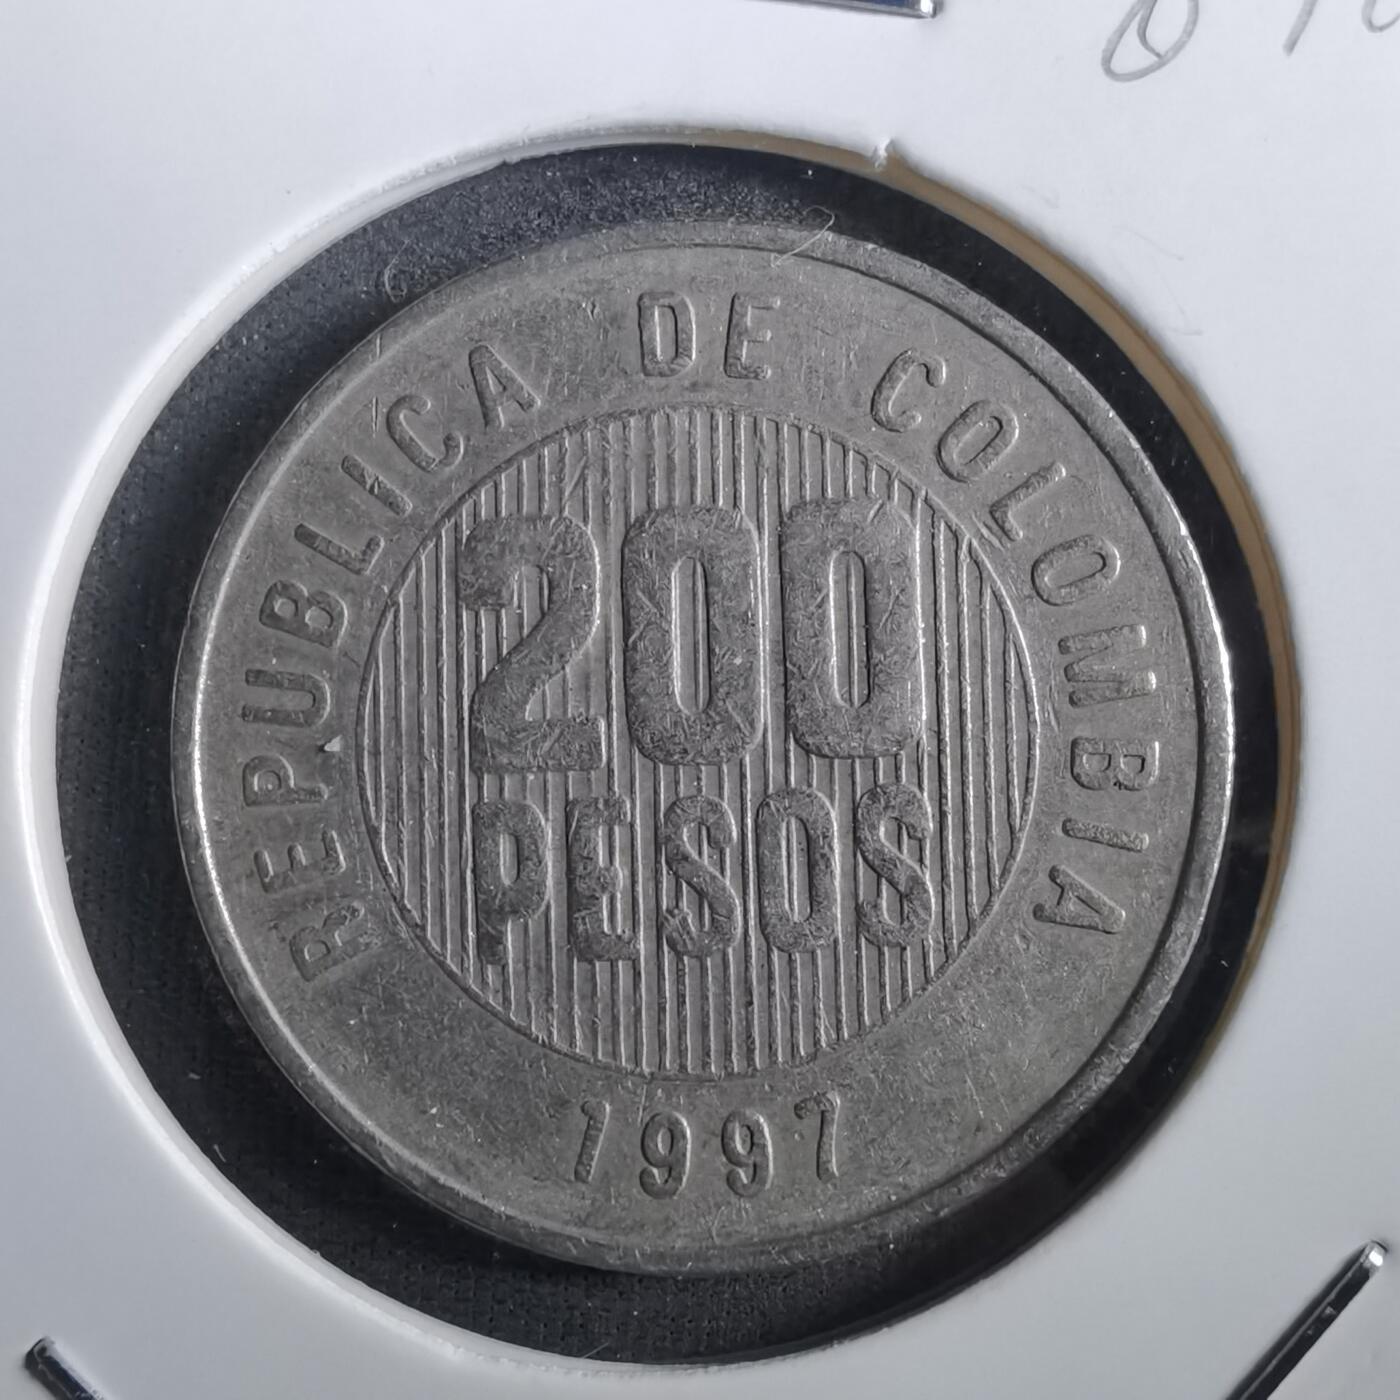 REPUBLICA DE COLOMBIA
200
PESOS
1997